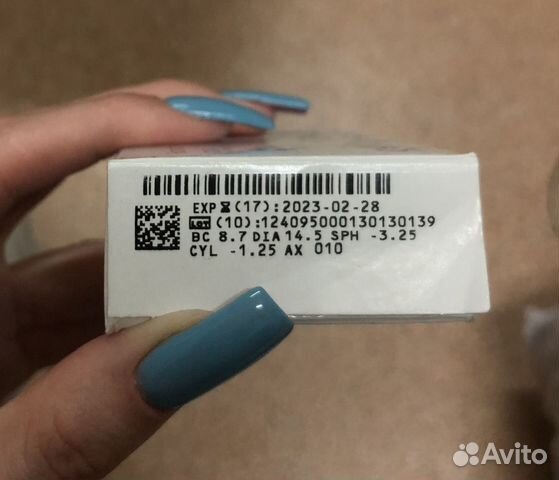 EXP (17):2023-02-28
LOT (10):124095000130130139
BC 8.7 DIA 14.5 SPH -3.25
CYL -1.25 AX 010
Avito